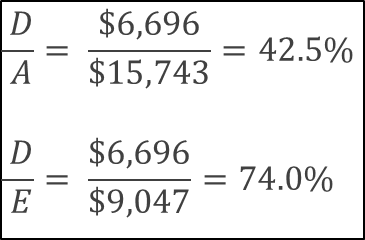 D/A = $6,696/$15,743 = 42.5%
D/E = $6,696/$9,047 = 74.0%